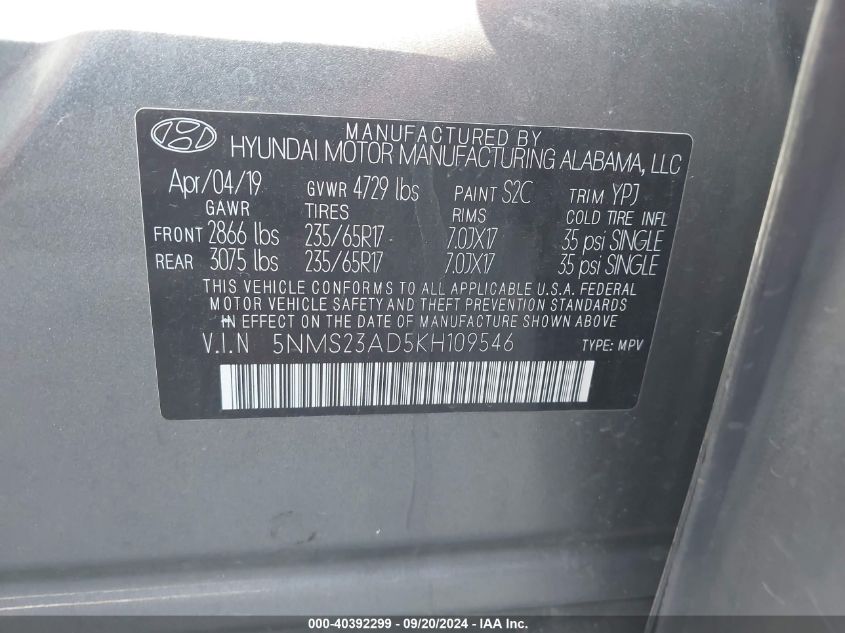 MANUFACTURED BY
HYUNDAI MOTOR MANUFACTURING ALABAMA, LLC
Apr/04/19 GVWR 4729 lbs PAINT S2C TRIM YPJ
GAWR TIRES RIMS COLD TIRE INFL
FRONT 2866 lbs 235/65R17 7.0JX17 35 psi SINGLE
REAR 3075 lbs 235/65R17 7.0JX17 35 psi SINGLE
THIS VEHICLE CONFORMS TO ALL APPLICABLE U.S.A. FEDERAL
MOTOR VEHICLE SAFETY AND THEFT PREVENTION STANDARDS
IN EFFECT ON THE DATE OF MANUFACTURE SHOWN ABOVE
V.I.N 5NMS23AD5KH109546 TYPE: MPV
000-40392299 - 09/20/2024 - IAA Inc.